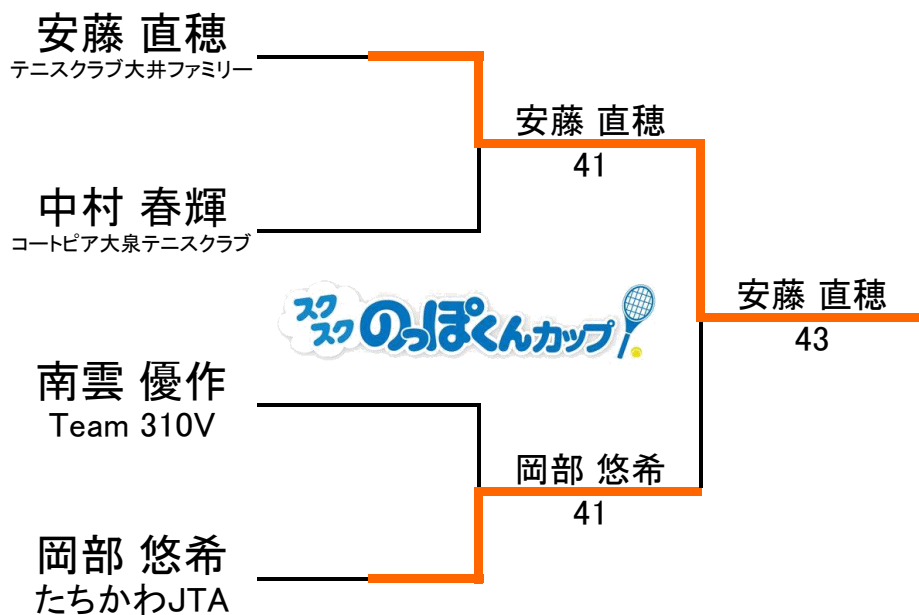 安藤 直穂
テニスクラブ大井ファミリー
安藤 直穂
41
中村 春輝
コートピア大泉テニスクラブ
スク
スク のっぽくんカップ
安藤 直穂
43
南雲 優作
Team 310V
岡部 悠希
41
岡部 悠希
たちかわJTA